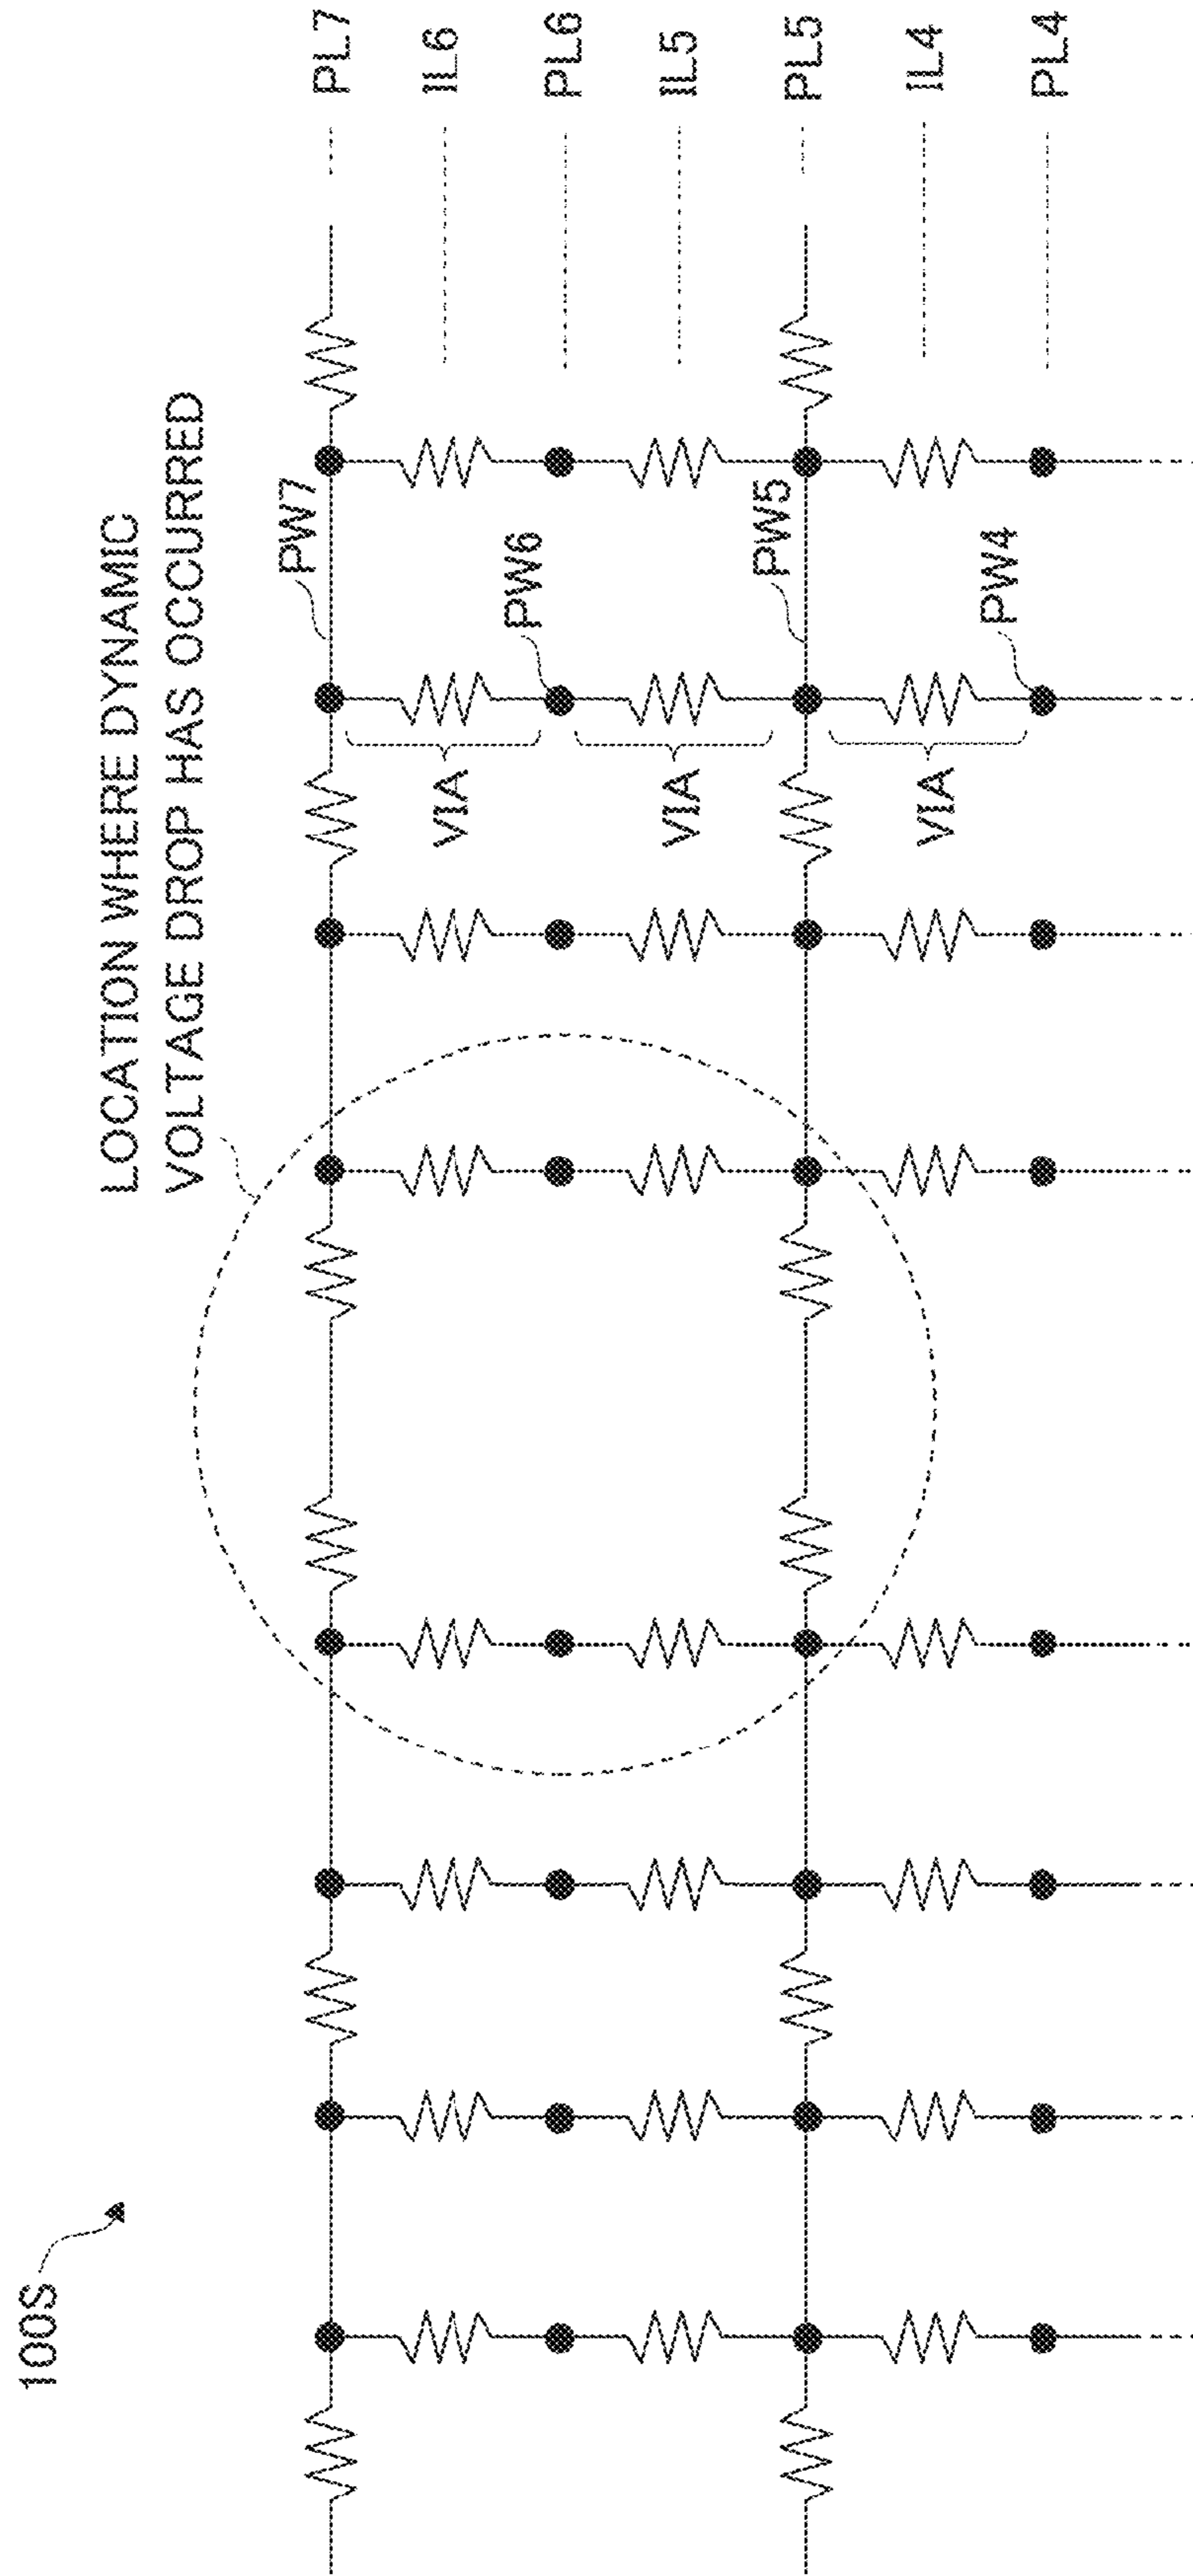 100S
LOCATION WHERE DYNAMIC
VOLTAGE DROP HAS OCCURRED
PW7
PL7
VIA
IL6
PW6
PL6
VIA
IL5
PW5
PL5
VIA
IL4
PW4
PL4